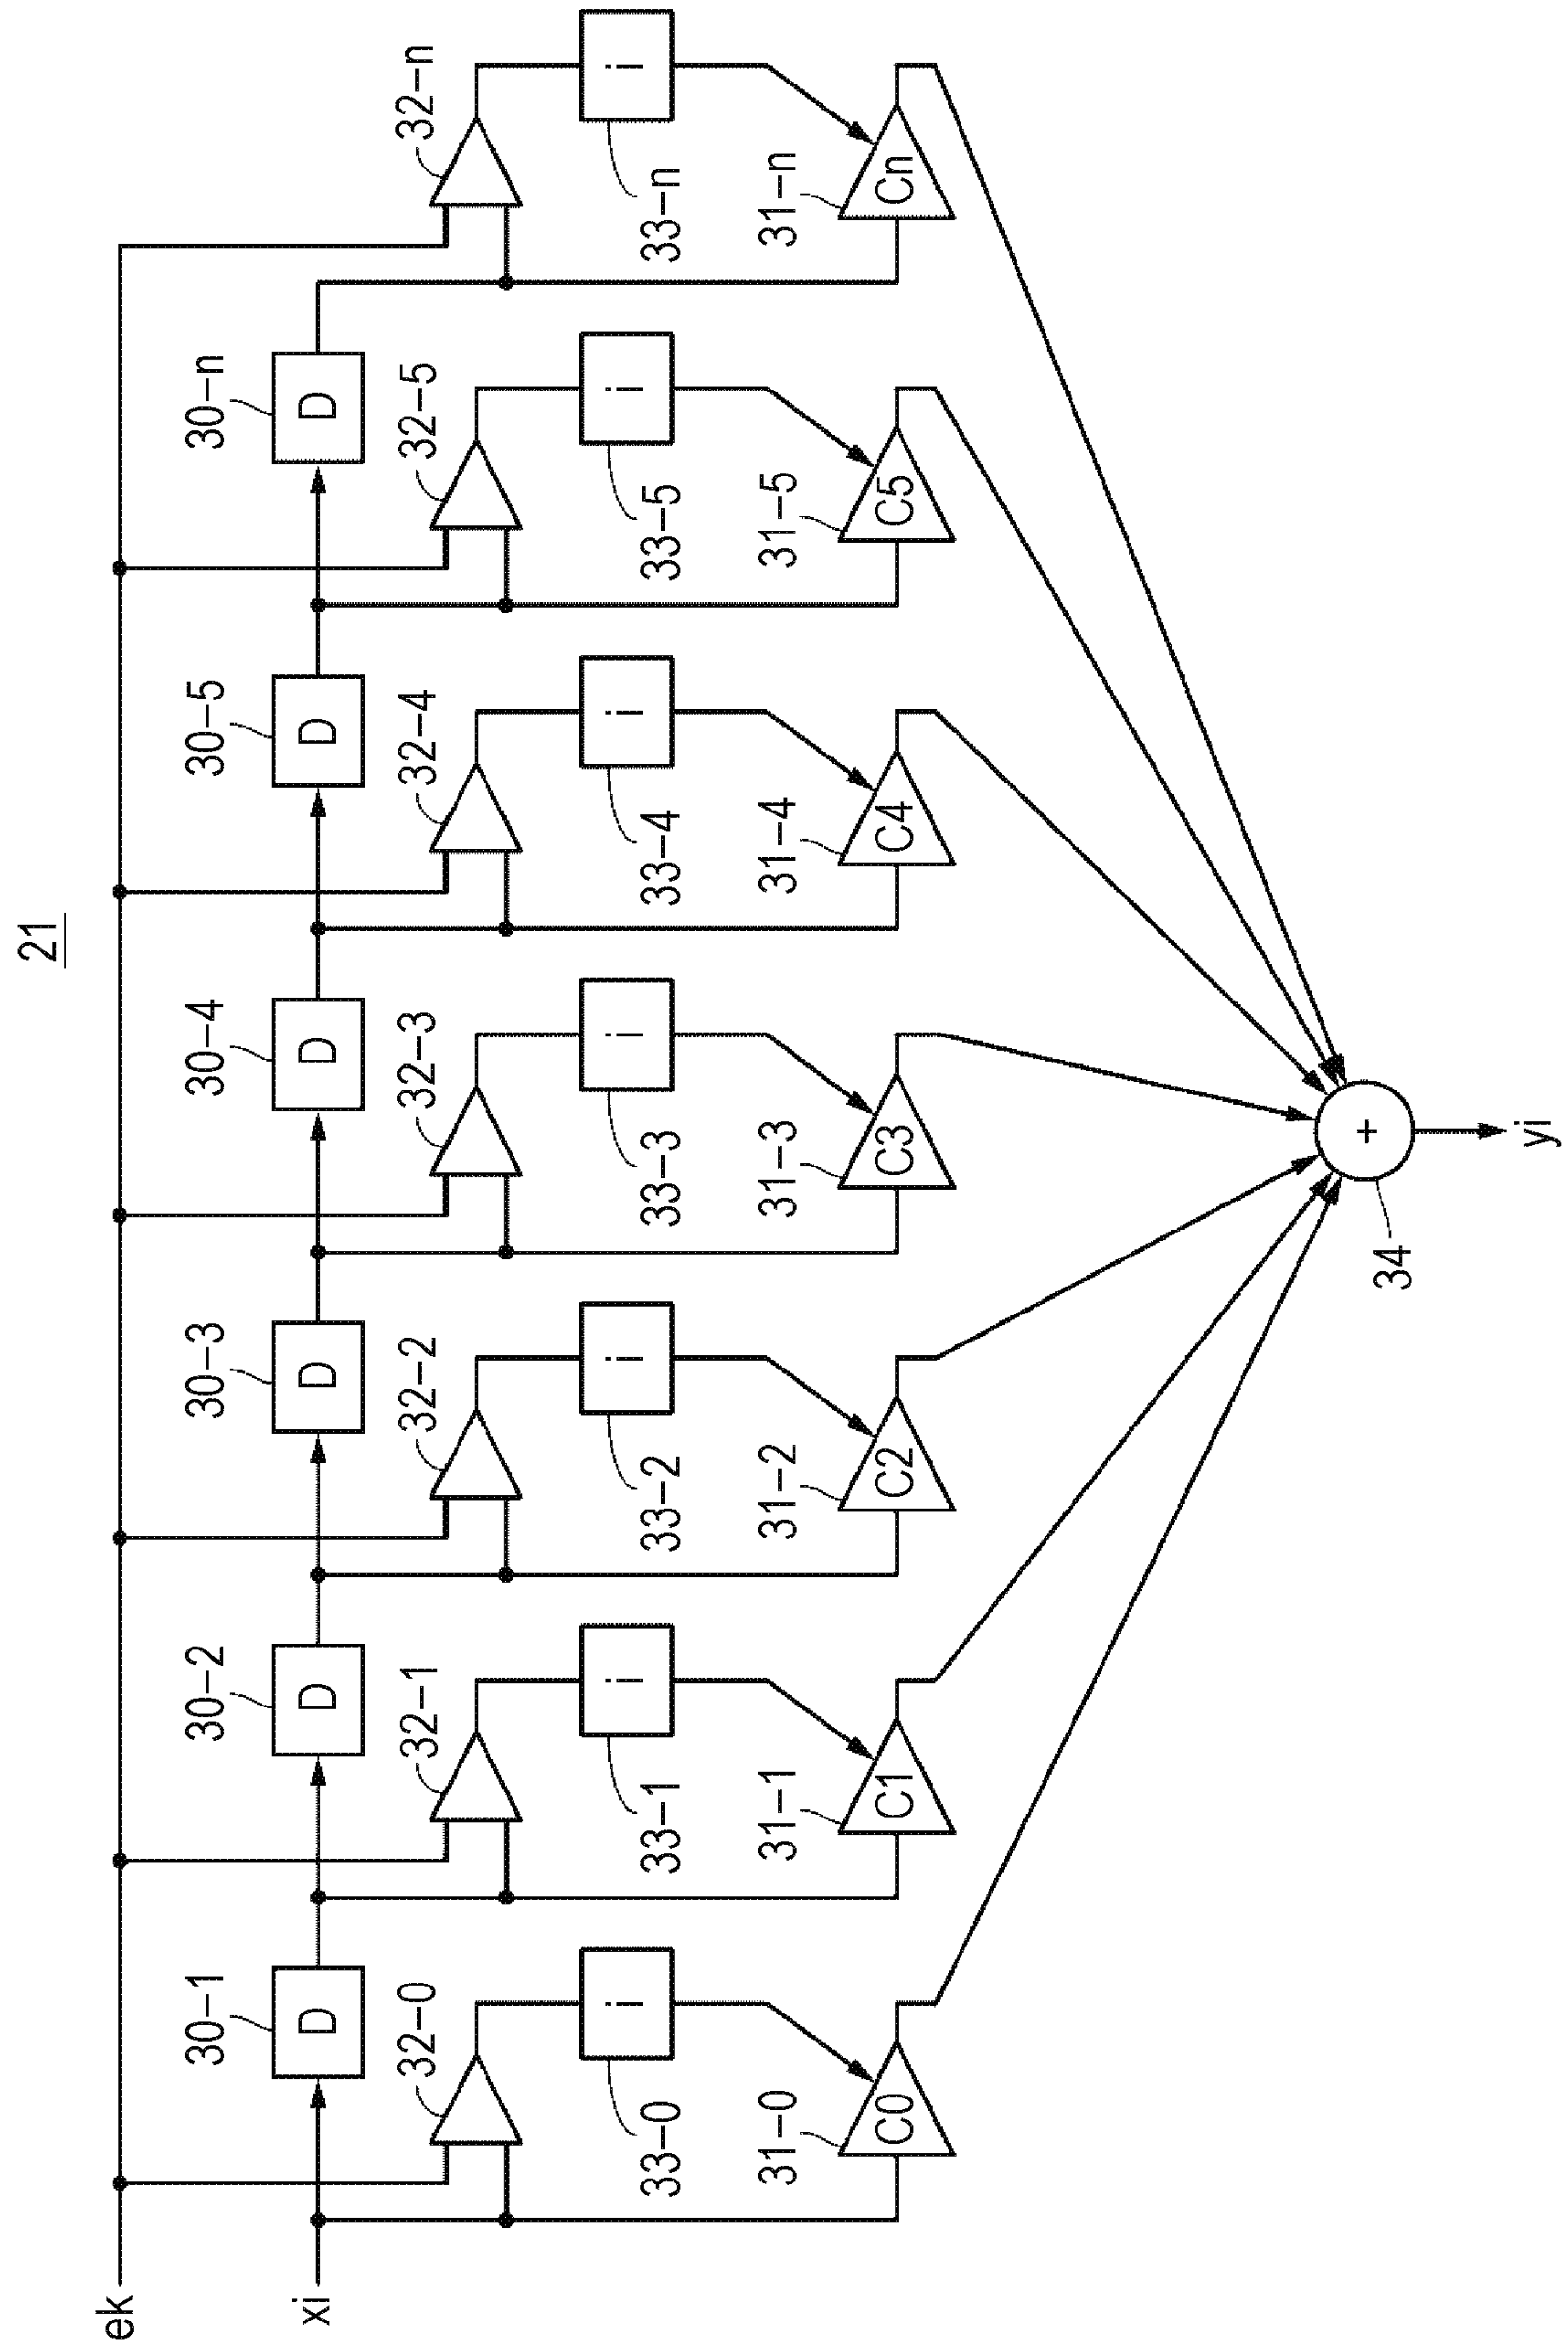 21
ek
xi
30–1
30–2
30–3
30–4
30–5
30–n
D
D
D
D
D
D
32–0
32–1
32–2
32–3
32–4
32–5
32–n
i
i
i
i
i
i
i
33–0
33–1
33–2
33–3
33–4
33–5
33–n
31–0
31–1
31–2
31–3
31–4
31–5
31–n
C0
C1
C2
C3
C4
C5
Cn
+
34
yi